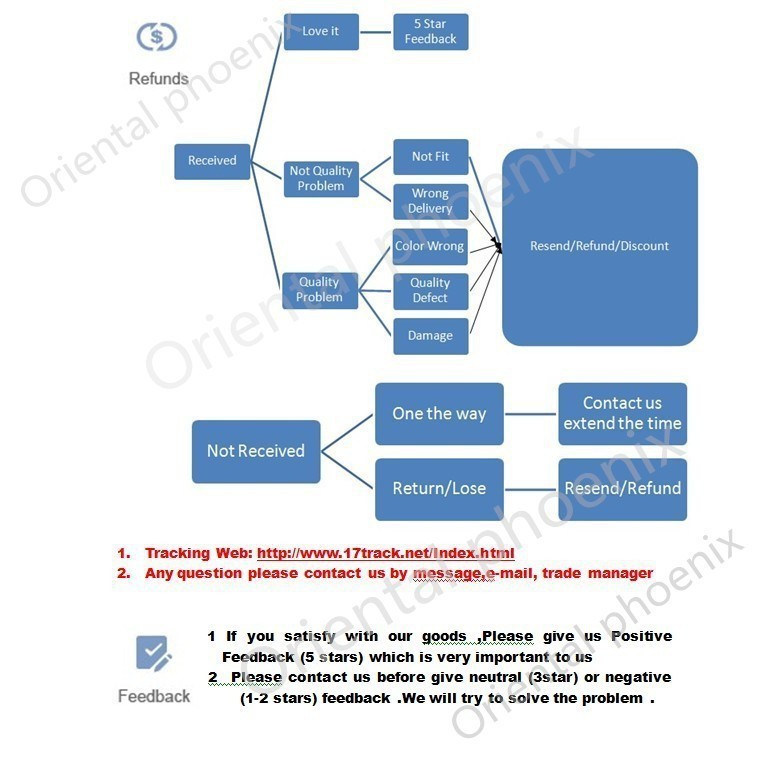 Refunds
Love it
5 Star
Feedback
Received
Not Quality
Problem
Not Fit
Wrong
Delivery
Resend/Refund/Discount
Quality
Problem
Color Wrong
Quality
Defect
Damage
Not Received
One the way
Contact us
extend the time
Return/Lose
Resend/Refund
1. Tracking Web: http://www.17track.net/Index.html
2. Any question please contact us by message,e-mail, trade manager
Feedback
1 If you satisfy with our goods ,Please give us Positive
Feedback (5 stars) which is very important to us
2 Please contact us before give neutral (3star) or negative
(1-2 stars) feedback .We will try to solve the problem .
Oriental phoenix
Oriental phoenix
Oriental phoenix
Oriental phoenix